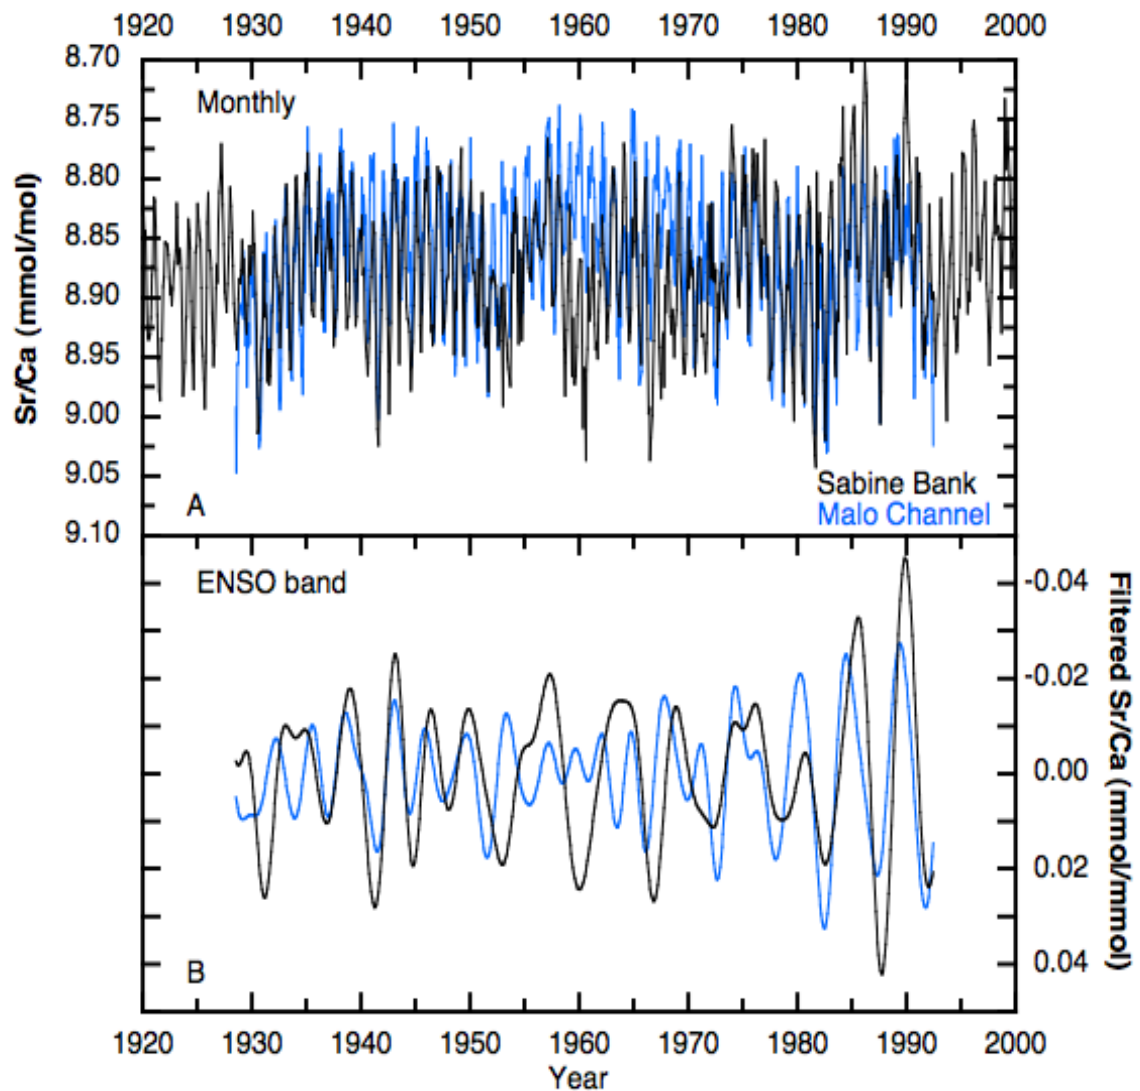 1920 1930 1940 1950 1960 1970 1980 1990 2000
8.70
Monthly
8.75
8.80
8.85
Sr/Ca (mmol/mol)
8.90
8.95
9.00
9.05
Sabine Bank
A
Malo Channel
9.10
ENSO band
-0.04
-0.02
0.00
Filtered Sr/Ca (mmol/mmol)
0.02
B
0.04
1920 1930 1940 1950 1960 1970 1980 1990 2000
Year